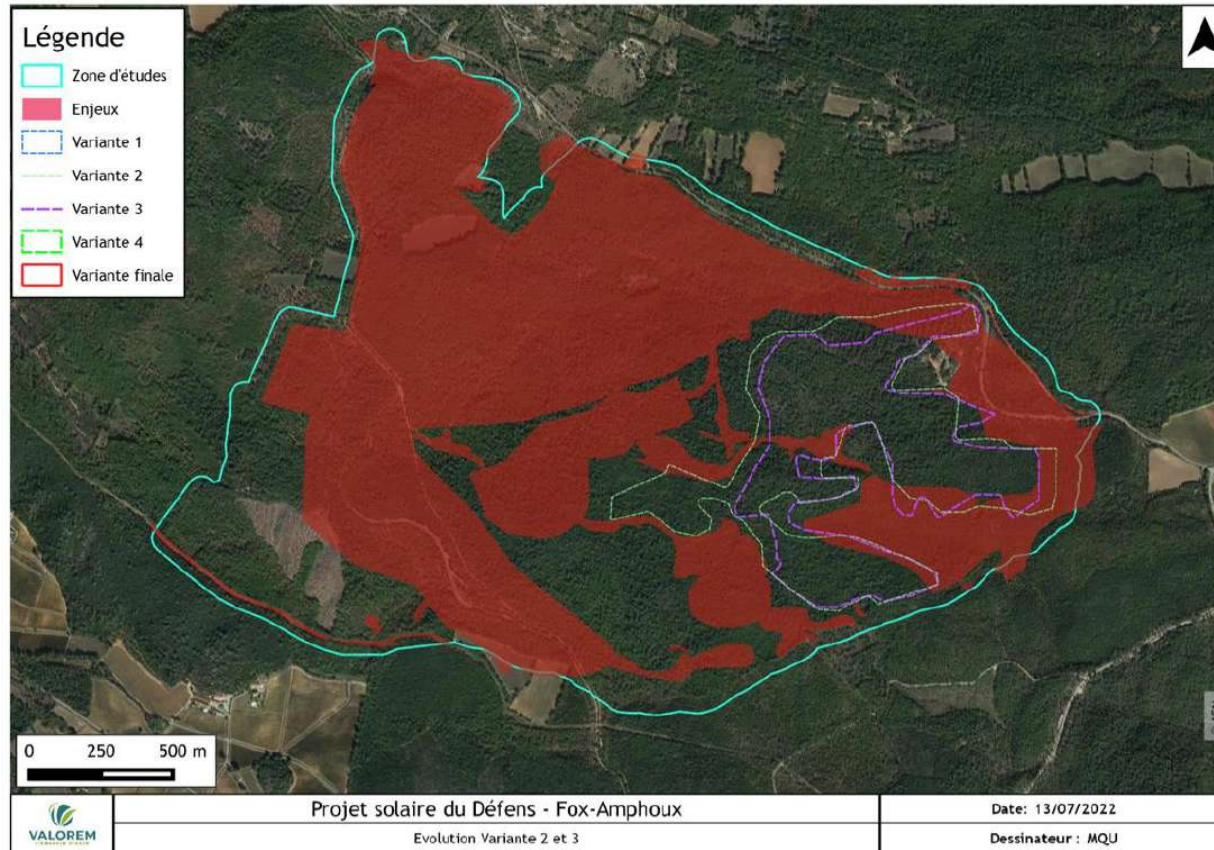 Légende
Zone d'études
Enjeux
Variante 1
Variante 2
Variante 3
Variante 4
Variante finale
0 250 500 m
VALOREM
Projet solaire du Défens - Fox-Amphoux
Evolution Variante 2 et 3
Date: 13/07/2022
Dessinateur : MQU